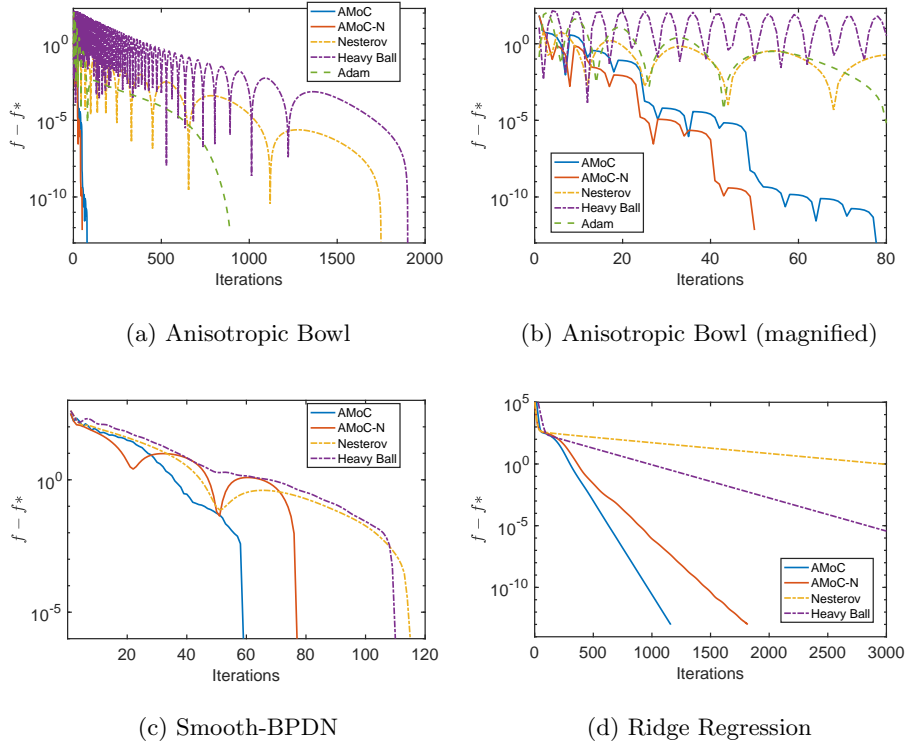 AMoC
AMoC-N
Nesterov
Heavy Ball
Adam
10^0
10^-5
10^-10
f − f*
0 500 1000 1500 2000
Iterations
(a) Anisotropic Bowl
10^0
10^-5
10^-10
f − f*
AMoC
AMoC-N
Nesterov
Heavy Ball
Adam
0 20 40 60 80
Iterations
(b) Anisotropic Bowl (magnified)
AMoC
AMoC-N
Nesterov
Heavy Ball
10^0
10^-5
f − f*
20 40 60 80 100 120
Iterations
(c) Smooth-BPDN
10^5
10^0
10^-5
10^-10
f − f*
AMoC
AMoC-N
Nesterov
Heavy Ball
0 500 1000 1500 2000 2500 3000
Iterations
(d) Ridge Regression